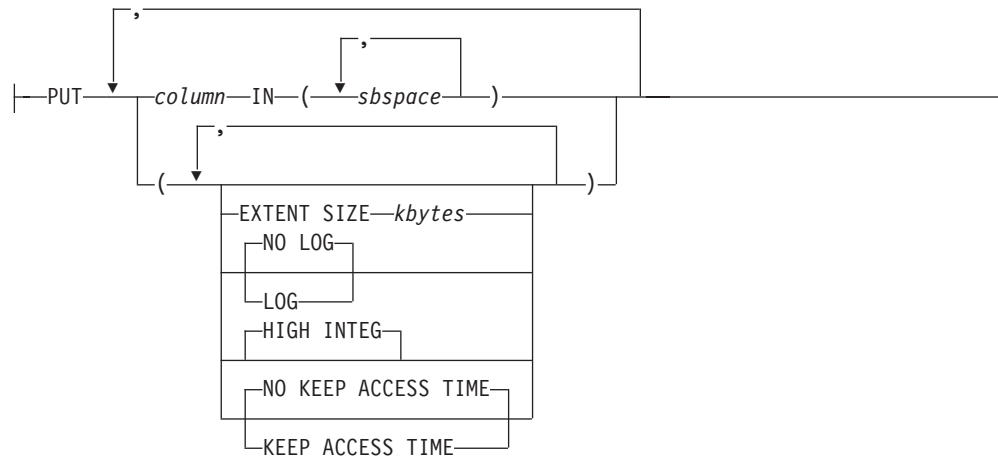 ,
,
PUT column IN ( sbspace )
,
( )
EXTENT SIZE kbytes
NO LOG
LOG
HIGH INTEG
NO KEEP ACCESS TIME
KEEP ACCESS TIME